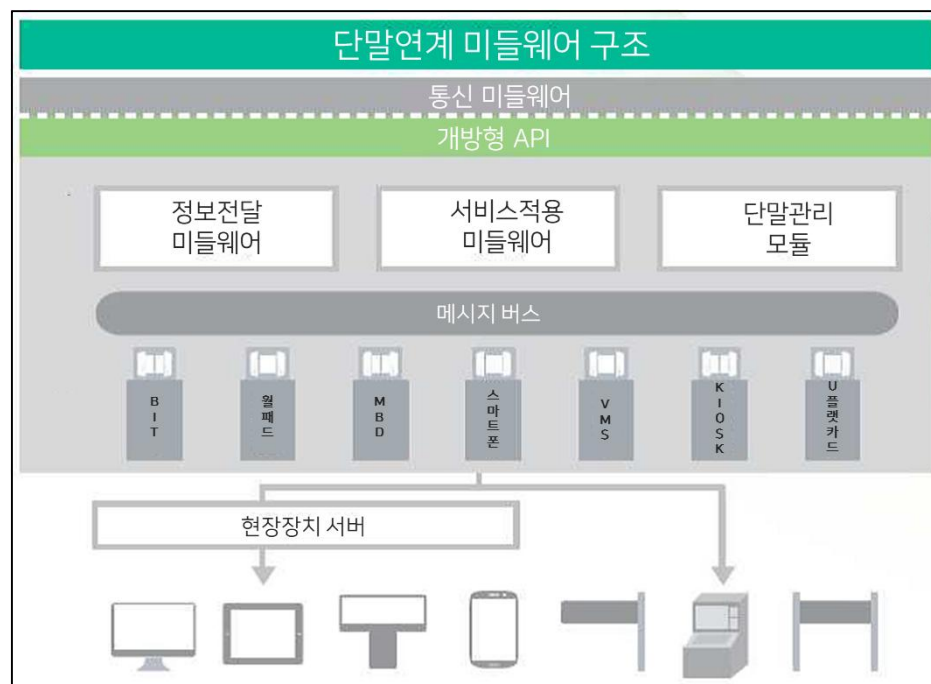 단말연계 미들웨어 구조
통신 미들웨어
개방형 API
정보전달
미들웨어
서비스적용
미들웨어
단말관리
모듈
메시지 버스
BIT
월패드
MBD
스마트폰
VMS
KIOSK
U플랫카드
현장장치 서버